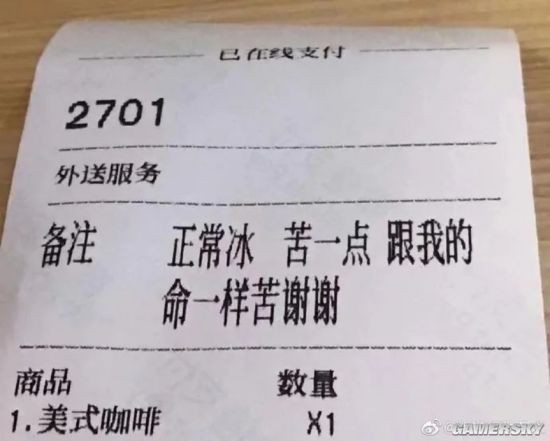 已在线支付
2701
外送服务
备注 正常冰 苦一点 跟我的
命一样苦谢谢
商品 数量
1.美式咖啡 X1
GAMERSKY